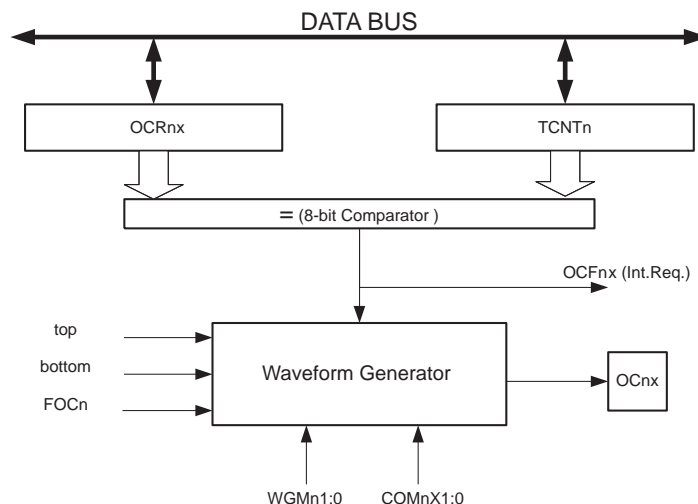 DATA BUS
OCRnx
TCNTn
= (8-bit Comparator )
OCFnx (Int.Req.)
top
bottom
FOCn
Waveform Generator
OCnx
WGMn1:0
COMnX1:0